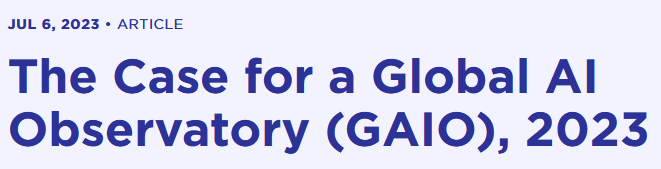 JUL 6, 2023 • ARTICLE
The Case for a Global AI
Observatory (GAIO), 2023